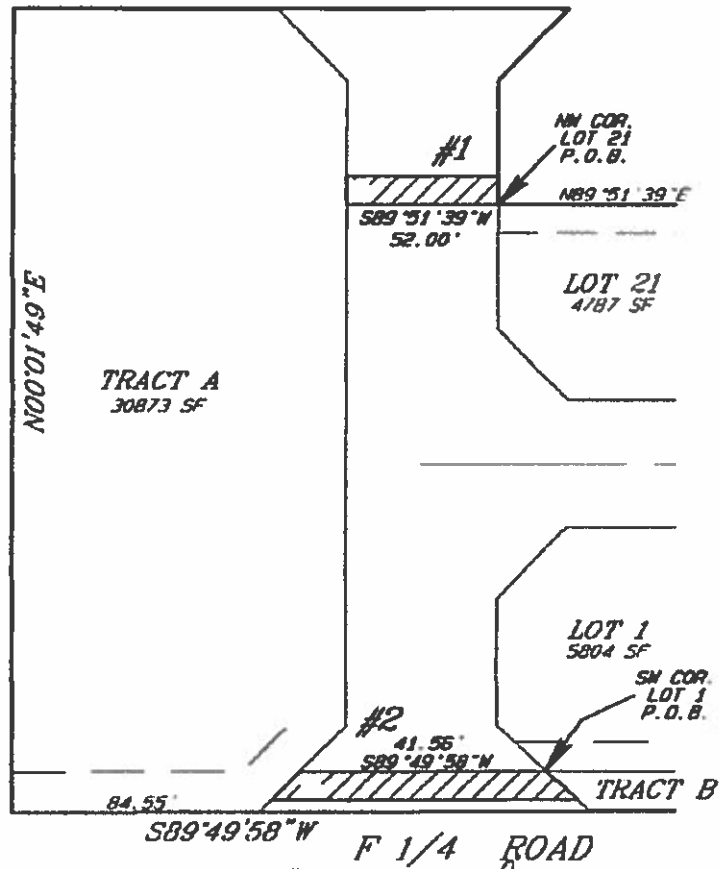 #1
NW COR.
LOT 21
P.O.B.
N89°51'39"E
S89°51'39"W
52.00'
LOT 21
4787 SF
N00°01'49"E
TRACT A
30873 SF
LOT 1
5804 SF
SW COR.
LOT 1
P.O.B.
#2
41.56'
S89°49'58"W
TRACT B
84.55'
S89°49'58"W
F 1/4 ROAD